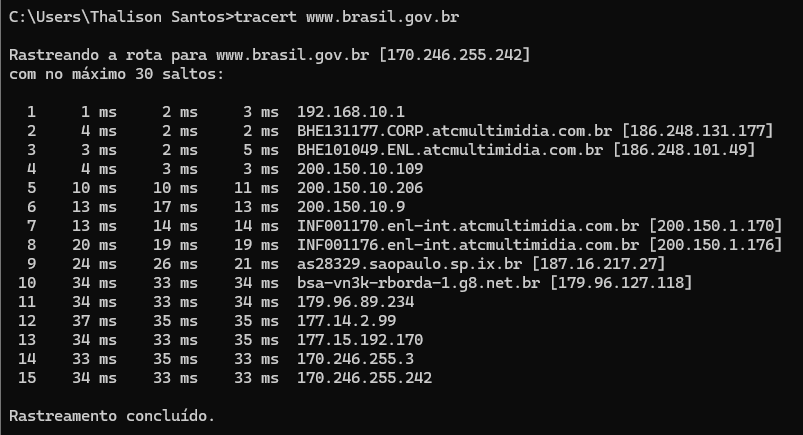 C:\Users\Thalison Santos>tracert www.brasil.gov.br
Rastreando a rota para www.brasil.gov.br [170.246.255.242]
com no máximo 30 saltos:
1 1 ms 2 ms 3 ms 192.168.10.1
2 4 ms 2 ms 2 ms BHE131177.CORP.atcmultimidia.com.br [186.248.131.177]
3 3 ms 2 ms 5 ms BHE101049.ENL.atcmultimidia.com.br [186.248.101.49]
4 4 ms 3 ms 3 ms 200.150.10.109
5 10 ms 10 ms 11 ms 200.150.10.206
6 13 ms 17 ms 13 ms 200.150.10.9
7 13 ms 14 ms 14 ms INF001170.enl-int.atcmultimidia.com.br [200.150.1.170]
8 20 ms 19 ms 19 ms INF001176.enl-int.atcmultimidia.com.br [200.150.1.176]
9 24 ms 26 ms 21 ms as28329.saopaulo.sp.ix.br [187.16.217.27]
10 34 ms 33 ms 34 ms bsa-vn3k-rborda-1.g8.net.br [179.96.127.118]
11 34 ms 33 ms 34 ms 179.96.89.234
12 37 ms 35 ms 35 ms 177.14.2.99
13 34 ms 33 ms 35 ms 177.15.192.170
14 33 ms 35 ms 33 ms 170.246.255.3
15 34 ms 33 ms 33 ms 170.246.255.242
Rastreamento concluído.